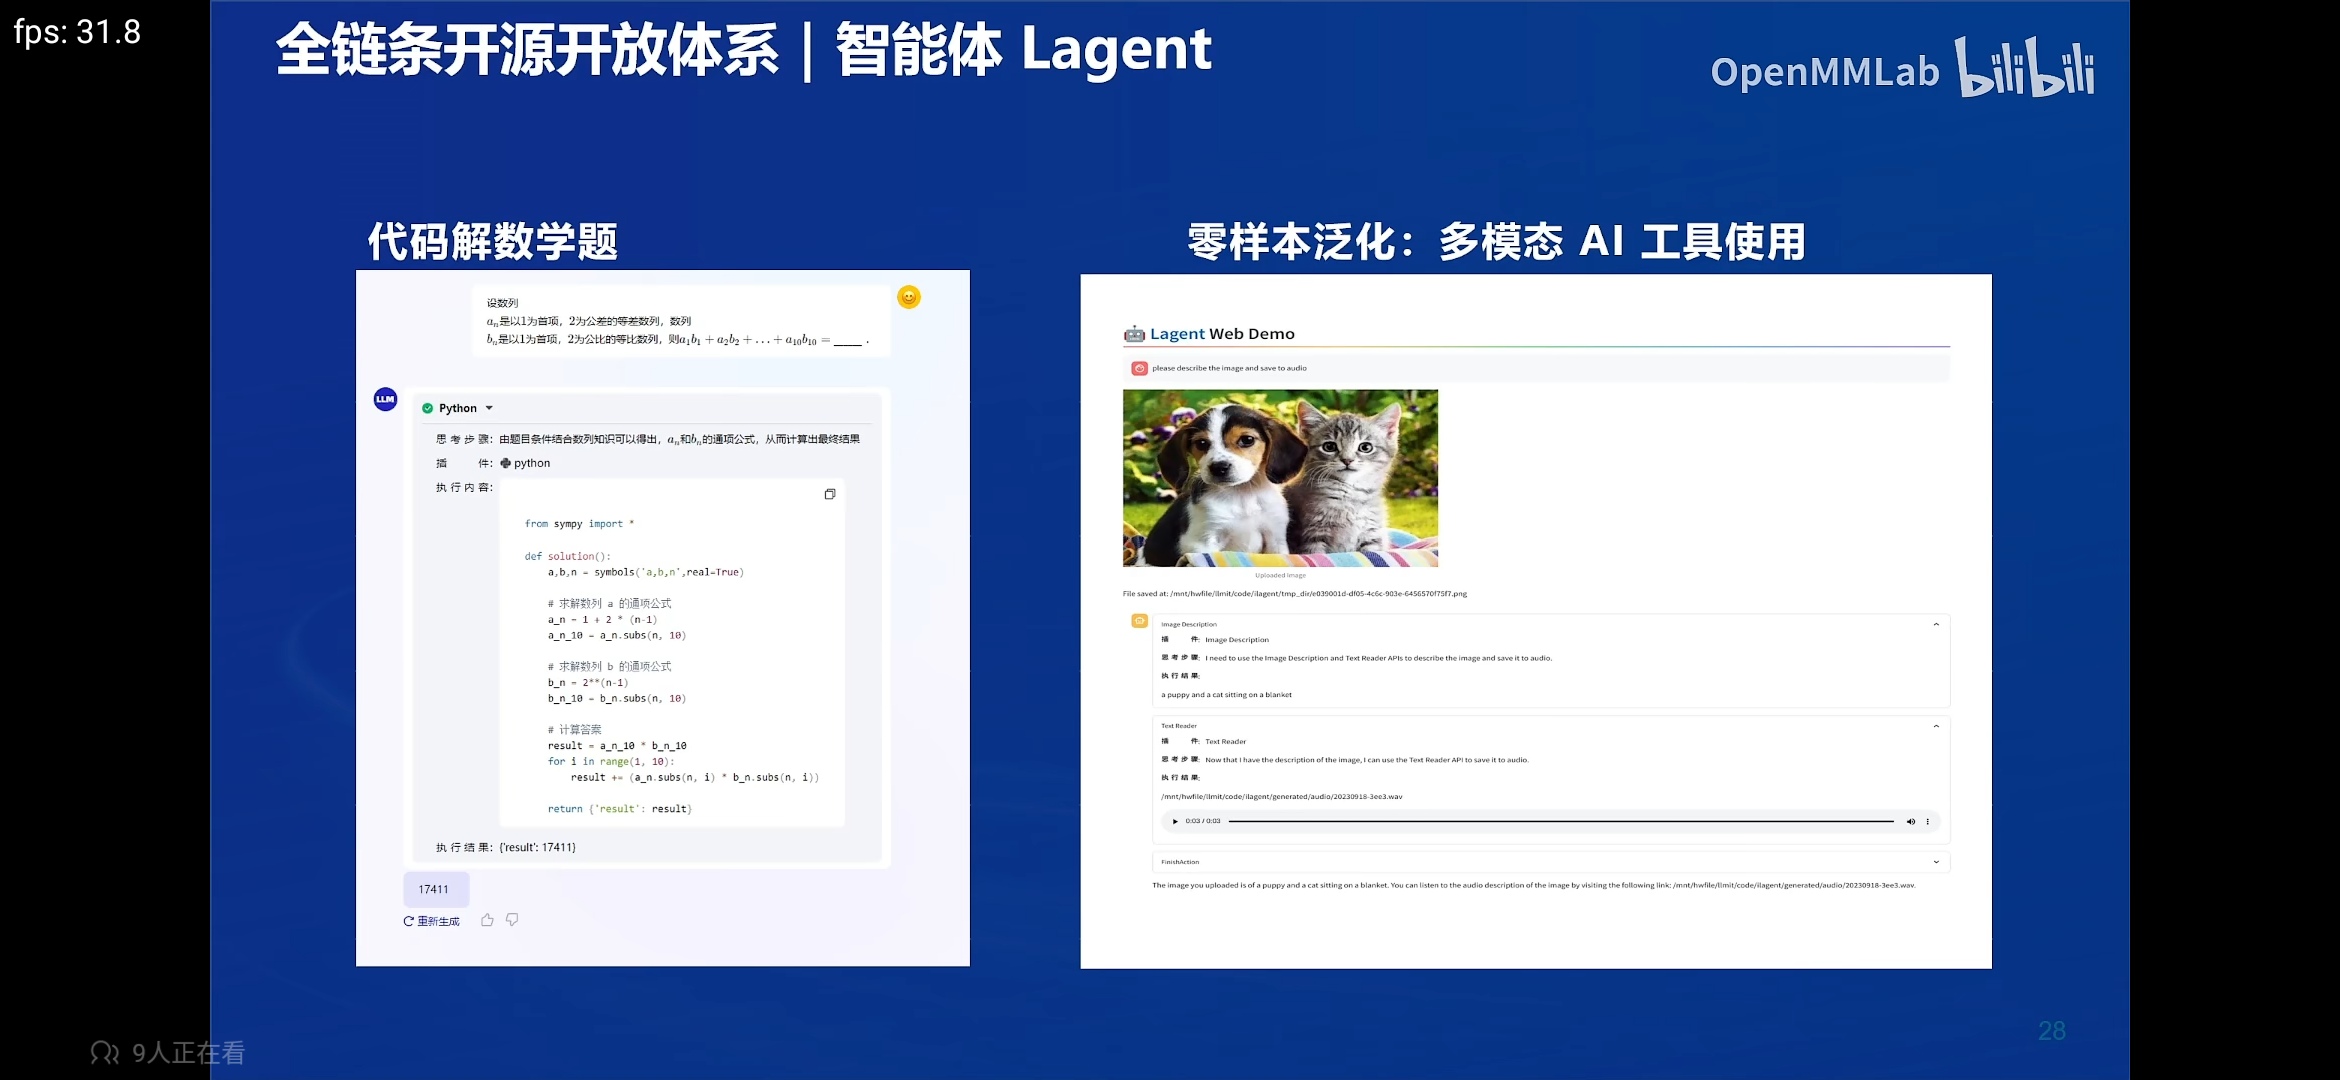 fps: 31.8
全链条开源开放体系 | 智能体 Lagent
OpenMMLab bilibili
代码解数学题
设数列
aₙ是以1为首项，2为公差的等差数列，数列
bₙ是以1为首项，2为公比的等比数列，则a₁b₁ + a₂b₂ + . . . + a₁₀b₁₀ = ____ .
LLM
Python
思考步骤：由题目条件结合数列知识可以得出，aₙ和bₙ的通项公式，从而计算出最终结果
插件：python
执行内容：
from sympy import *
def solution():
a,b,n = symbols('a,b,n',real=True)
# 求解数列 a 的通项公式
a_n = 1 + 2 * (n-1)
a_n_10 = a_n.subs(n, 10)
# 求解数列 b 的通项公式
b_n = 2**(n-1)
b_n_10 = b_n.subs(n, 10)
# 计算答案
result = a_n_10 * b_n_10
for i in range(1, 10):
result += (a_n.subs(n, i) * b_n.subs(n, i))
return {'result': result}
执行结果：{'result': 17411}
17411
重新生成
零样本泛化：多模态 AI 工具使用
Lagent Web Demo
please describe the image and save to audio
Uploaded Image
File saved at: /mnt/hwfile/llmit/code/ilagent/tmp_dir/e039001d-df05-4c6c-903e-6456570f75f7.png
Image Description
插件：Image Description
思考步骤：I need to use the Image Description and Text Reader APIs to describe the image and save it to audio.
执行结果：
a puppy and a cat sitting on a blanket
Text Reader
插件：Text Reader
思考步骤：Now that I have the description of the image, I can use the Text Reader API to save it to audio.
执行结果：
/mnt/hwfile/llmit/code/ilagent/generated/audio/20230918-3ee3.wav
0:03 / 0:03
FinishAction
The image you uploaded is of a puppy and a cat sitting on a blanket. You can listen to the audio description of the image by visiting the following link: /mnt/hwfile/llmit/code/ilagent/generated/audio/20230918-3ee3.wav.
28
9人正在看